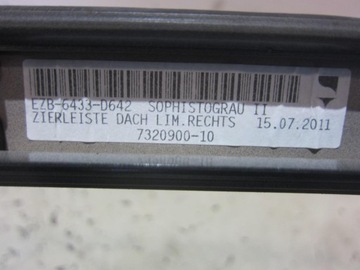 EZB-6433-D642 SOPHISTOGRAU II
ZIERLEISTE DACH LIM.RECHTS 15.07.2011
7320900-10